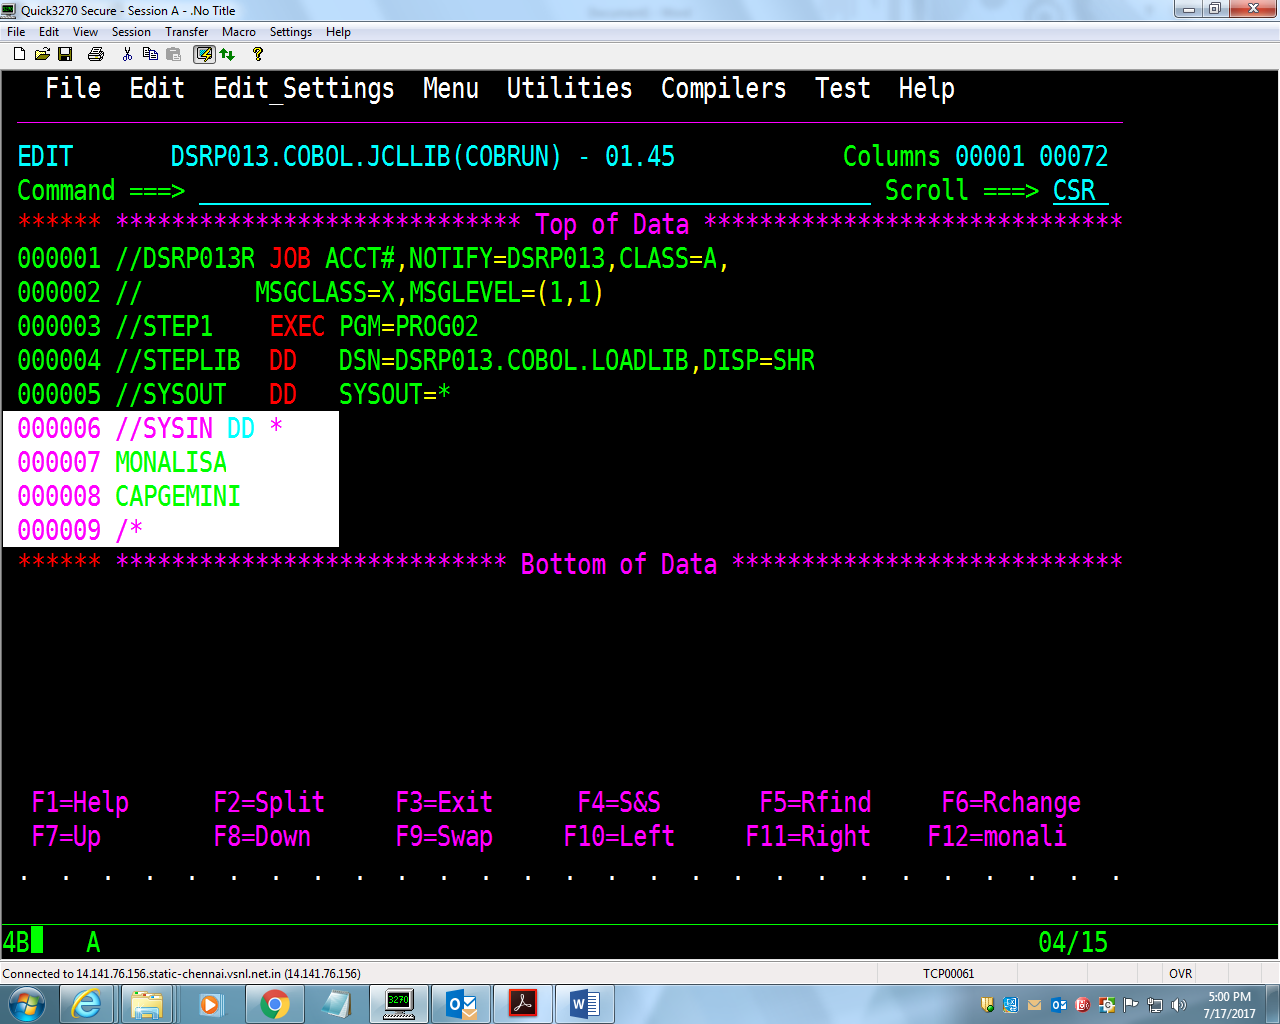 Quick3270 Secure - Session A - .No Title
File Edit View Session Transfer Macro Settings Help
File Edit Edit_Settings Menu Utilities Compilers Test Help
EDIT DSRP013.COBOL.JCLLIB(COBRUN) - 01.45 Columns 00001 00072
Command ===> Scroll ===> CSR
****** ***************************** Top of Data ******************************
000001 //DSRP013R JOB ACCT#,NOTIFY=DSRP013,CLASS=A,
000002 // MSGCLASS=X,MSGLEVEL=(1,1)
000003 //STEP1 EXEC PGM=PROG02
000004 //STEPLIB DD DSN=DSRP013.COBOL.LOADLIB,DISP=SHR
000005 //SYSOUT DD SYSOUT=*
000006 //SYSIN DD *
000007 MONALISA
000008 CAPGEMINI
000009 /*
****** **************************** Bottom of Data ****************************
F1=Help F2=Split F3=Exit F4=S&S F5=Rfind F6=Rchange
F7=Up F8=Down F9=Swap F10=Left F11=Right F12=monali
. . . . . . . . . . . . . . . . . . . . . . . . . . .
4B A 04/15
Connected to 14.141.76.156.static-chennai.vsnl.net.in (14.141.76.156) TCP00061 OVR
3270
5:00 PM
7/17/2017